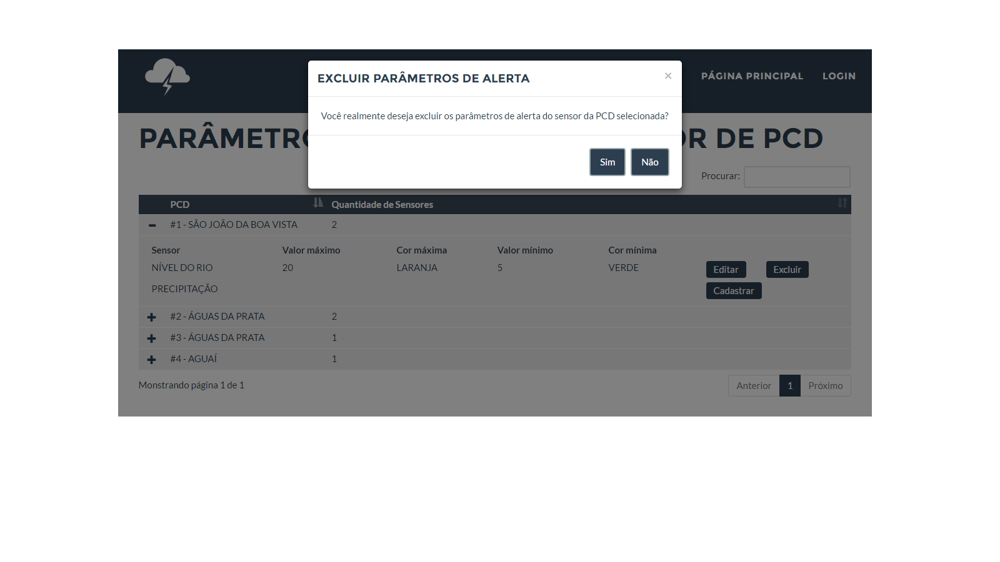 EXCLUIR PARÂMETROS DE ALERTA ×
PÁGINA PRINCIPAL LOGIN
Você realmente deseja excluir os parâmetros de alerta do sensor da PCD selecionada?
Sim Não
DE PCD
Procurar:
PCD Quantidade de Sensores
#1 - SÃO JOÃO DA BOA VISTA 2
Sensor Valor máximo Cor máxima Valor mínimo Cor mínima
NÍVEL DO RIO 20 LARANJA 5 VERDE Editar Excluir
PRECIPITAÇÃO Cadastrar
#2 - ÁGUAS DA PRATA 2
#3 - ÁGUAS DA PRATA 1
#4 - AGUAÍ 1
Monstrando página 1 de 1 Anterior 1 Próximo